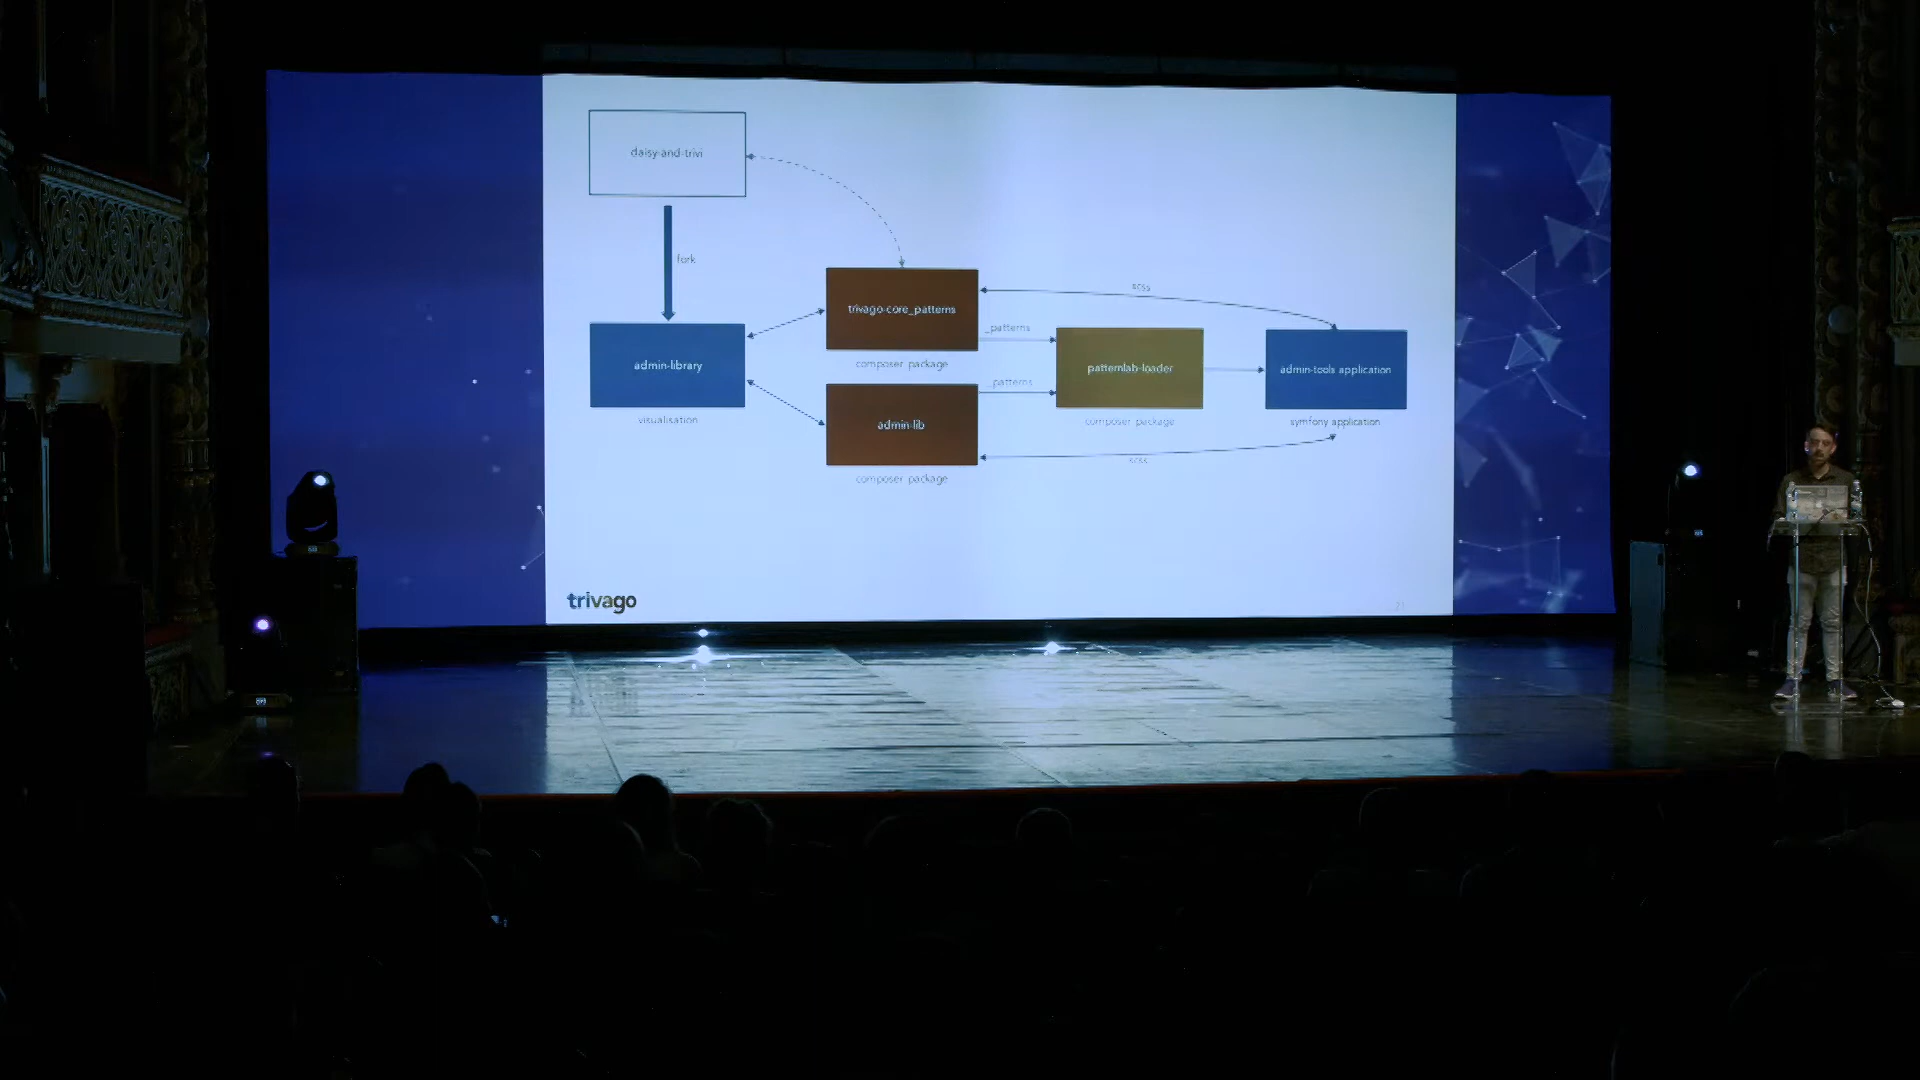 daisy-and-trivi
fork
trivago-core_patterns
composer package
scss
_patterns
admin-library
visualisation
_patterns
patternlab-loader
composer package
admin-tools application
symfony application
admin-lib
composer package
scss
trivago
21